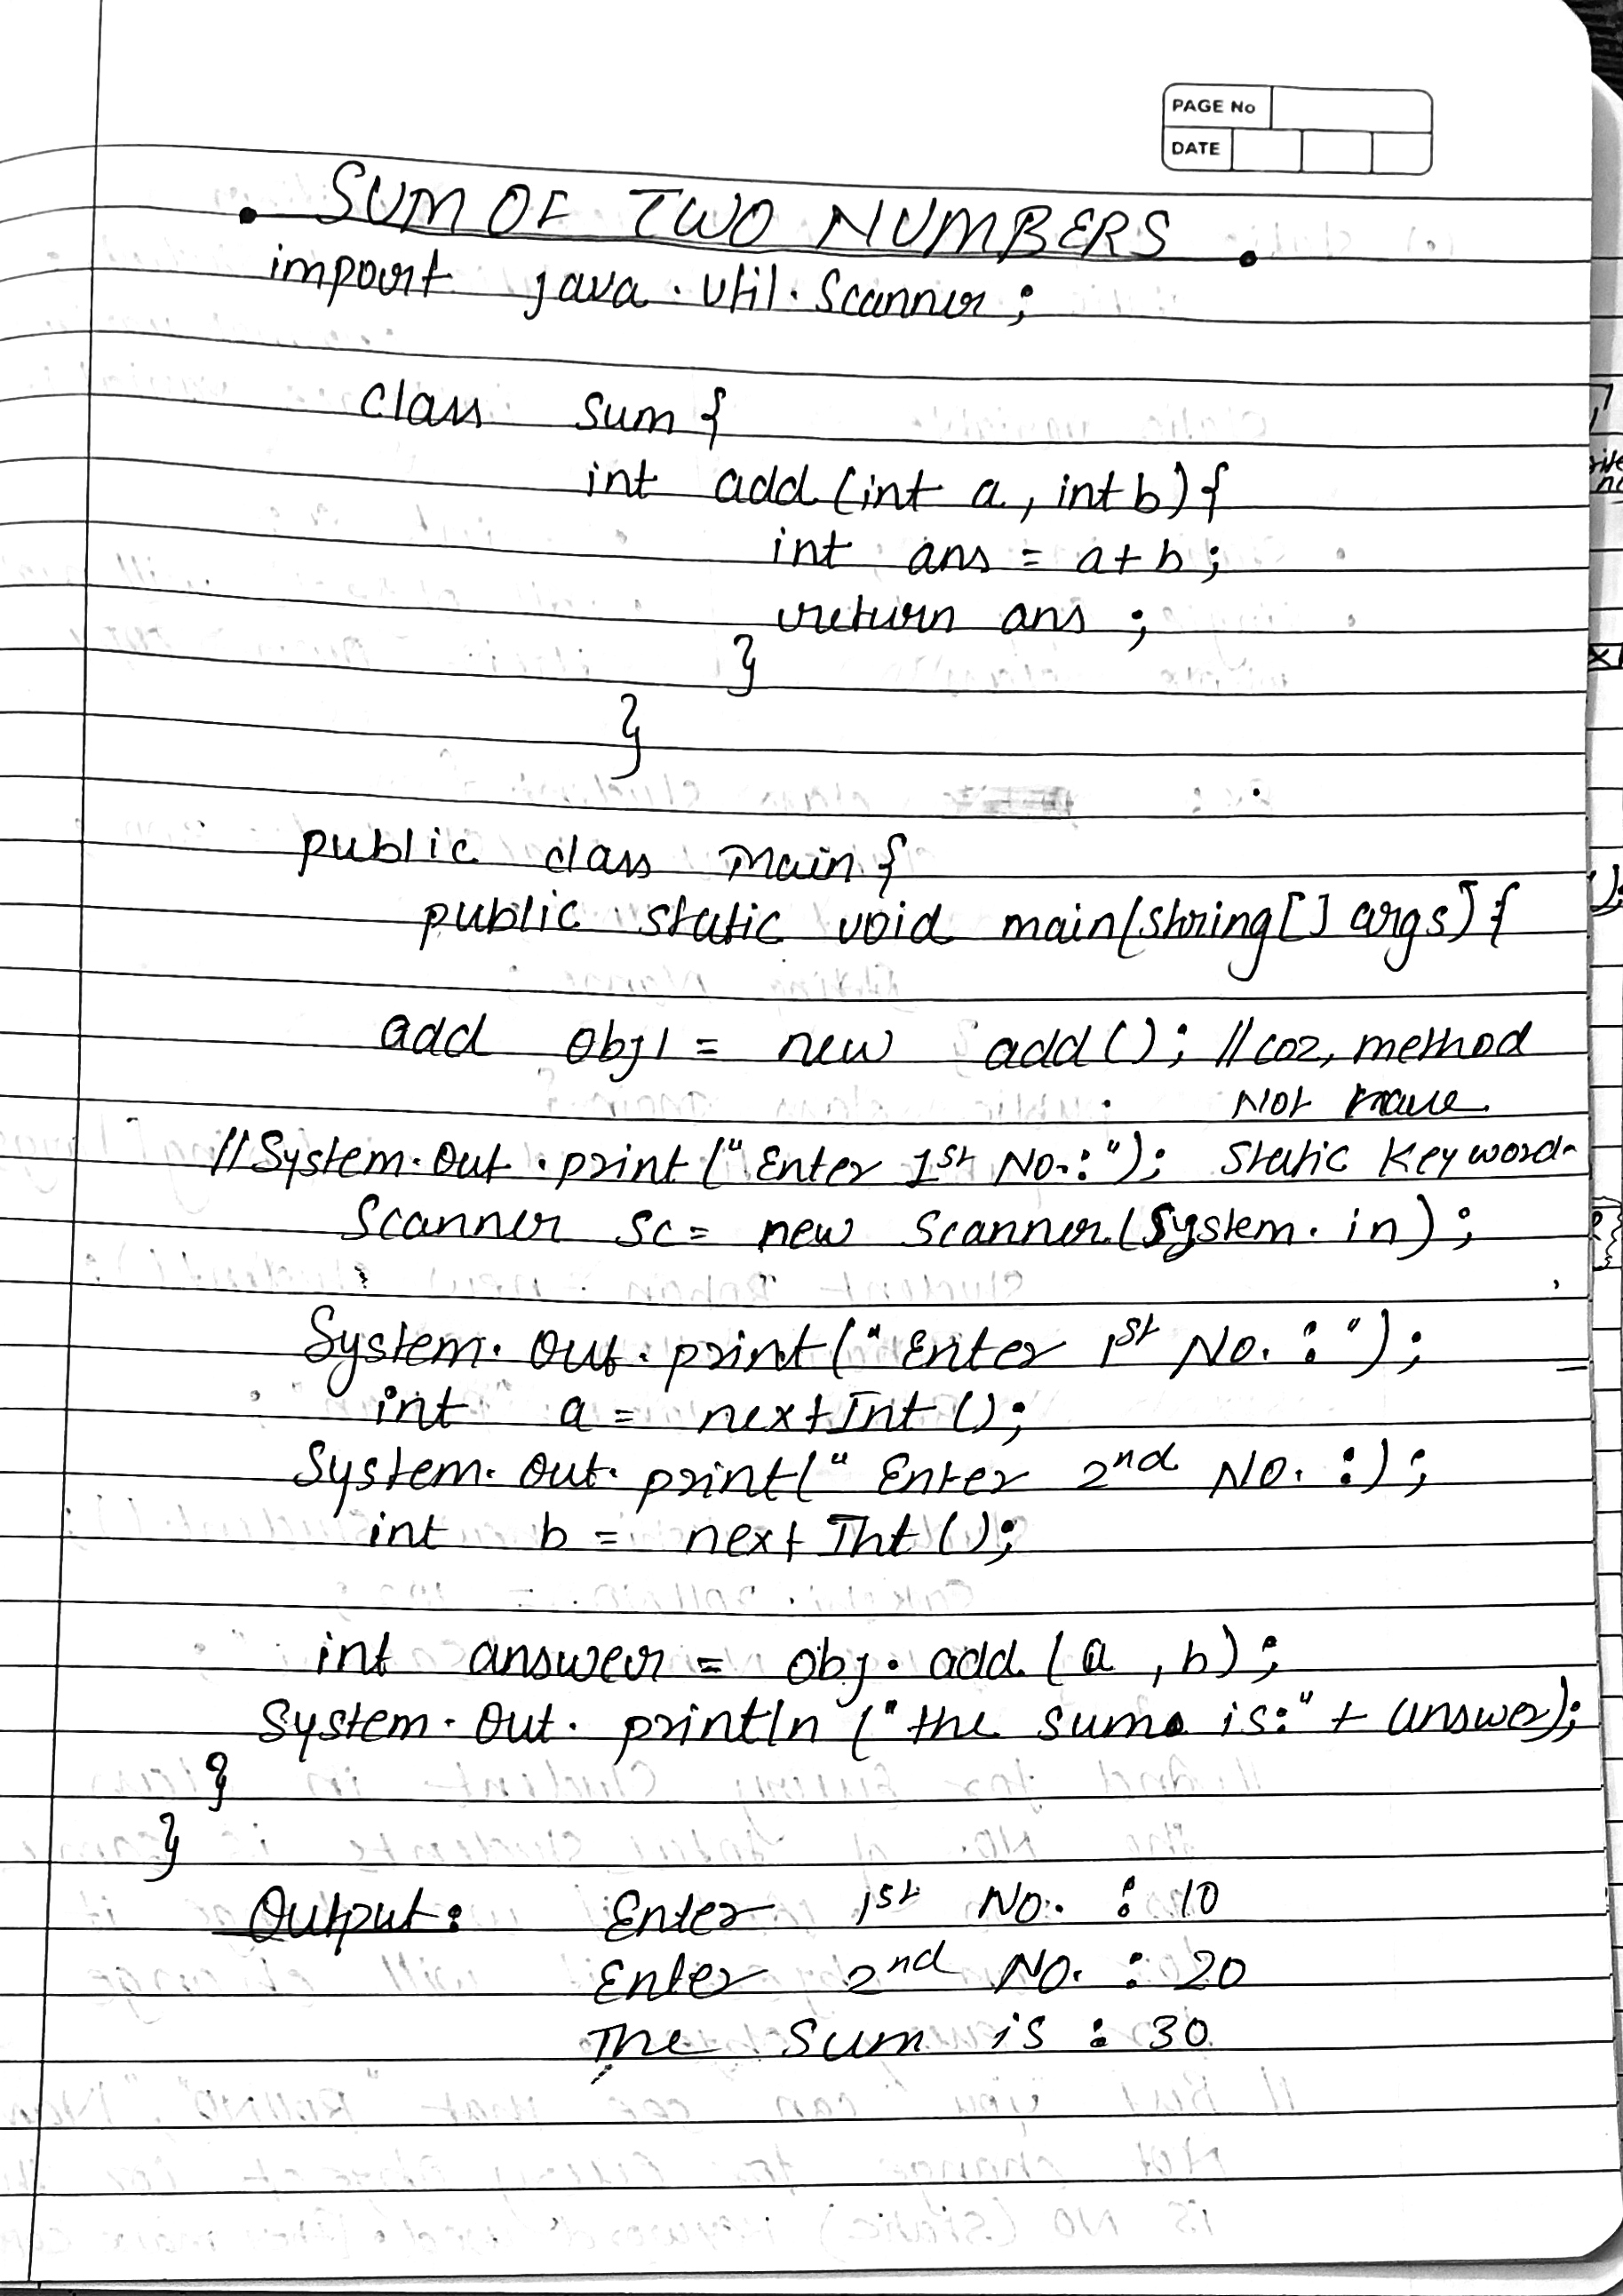 PAGE No
DATE
. SUM OF TWO NUMBERS .
import java.util.Scanner;
class sum {
int add (int a, int b) {
int ans = a+b;
return ans ;
}
}
public class main {
public static void main(string[] args) {
add obj1 = new add(); //coz, method
Not have
//System.out.print("Enter 1st No.:"); static keyword.
Scanner sc= new Scanner(System.in);
System.out.print("Enter 1st No. : ");
int a = nextInt();
System.out.print(" Enter 2nd No. :);
int b = nextInt();
int answer = obj.add(a,b);
System.out.println("the sum is:" + answer);
}
}
Output: Enter 1st No. : 10
Enter 2nd No. : 20
The sum is : 30